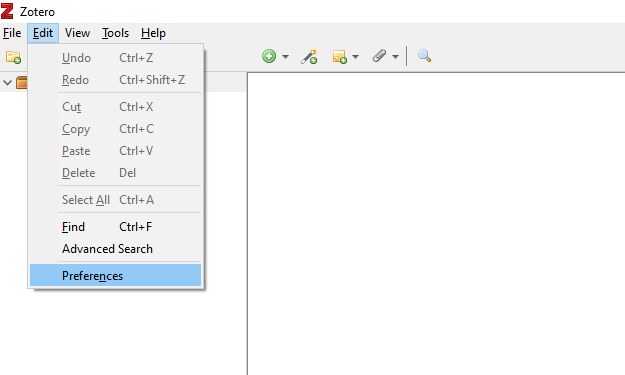 Z Zotero
File Edit View Tools Help
Undo Ctrl+Z
Redo Ctrl+Shift+Z
Cut Ctrl+X
Copy Ctrl+C
Paste Ctrl+V
Delete Del
Select All Ctrl+A
Find Ctrl+F
Advanced Search
Preferences